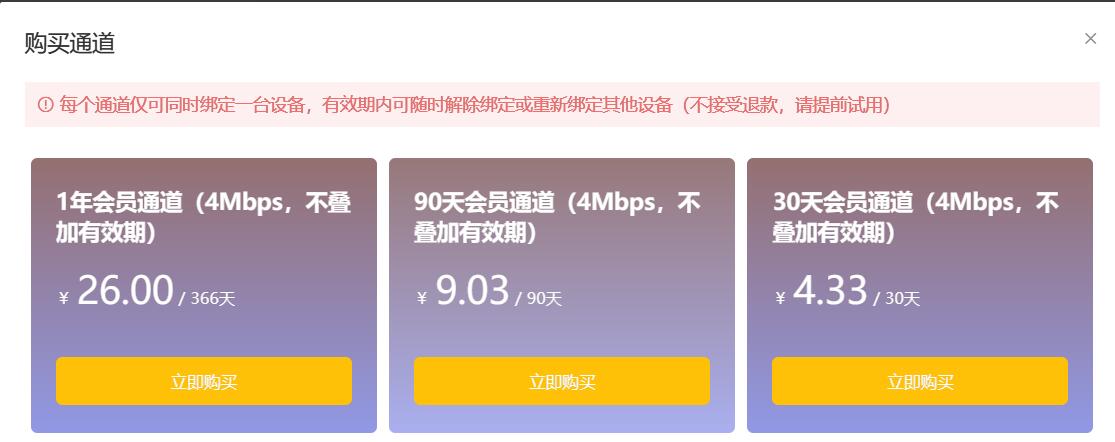 购买通道
每个通道仅可同时绑定一台设备，有效期内可随时解除绑定或重新绑定其他设备（不接受退款，请提前试用）
1年会员通道（4Mbps，不叠
加有效期）
¥ 26.00 / 366天
立即购买
90天会员通道（4Mbps，不
叠加有效期）
¥ 9.03 / 90天
立即购买
30天会员通道（4Mbps，不
叠加有效期）
¥ 4.33 / 30天
立即购买